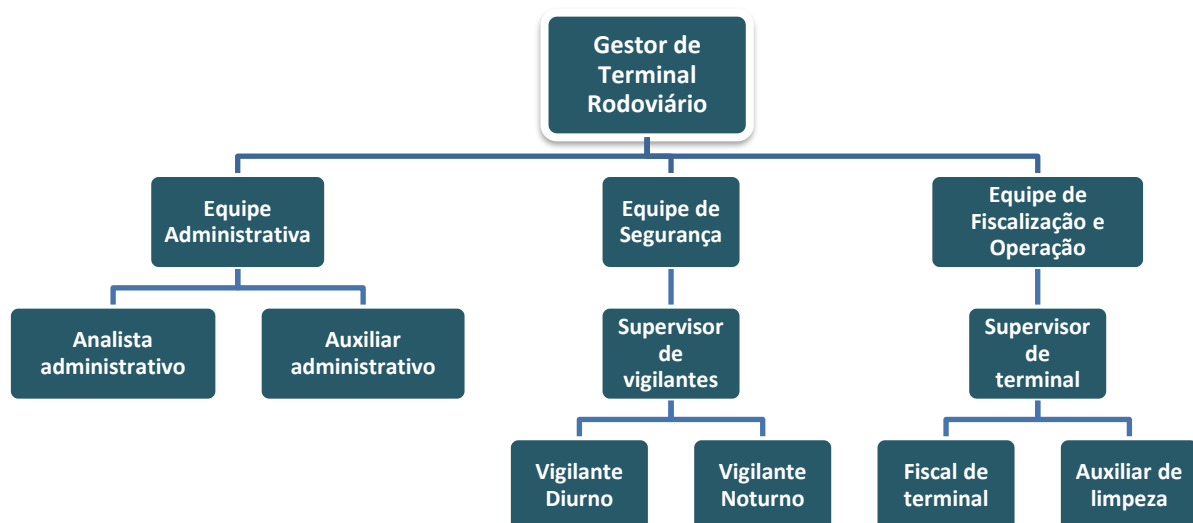 Gestor de
Terminal
Rodoviário
Equipe
Administrativa
Equipe de
Segurança
Equipe de
Fiscalização e
Operação
Analista
administrativo
Auxiliar
administrativo
Supervisor
de
vigilantes
Supervisor
de
terminal
Vigilante
Diurno
Vigilante
Noturno
Fiscal de
terminal
Auxiliar de
limpeza